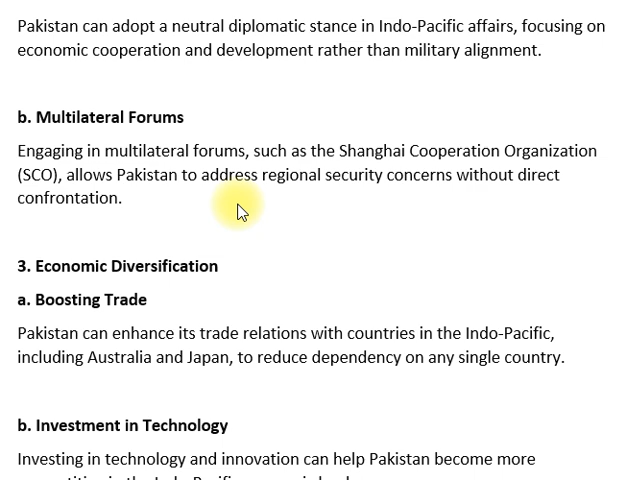 Pakistan can adopt a neutral diplomatic stance in Indo-Pacific affairs, focusing on
economic cooperation and development rather than military alignment.
b. Multilateral Forums
Engaging in multilateral forums, such as the Shanghai Cooperation Organization
(SCO), allows Pakistan to address regional security concerns without direct
confrontation.
3. Economic Diversification
a. Boosting Trade
Pakistan can enhance its trade relations with countries in the Indo-Pacific,
including Australia and Japan, to reduce dependency on any single country.
b. Investment in Technology
Investing in technology and innovation can help Pakistan become more